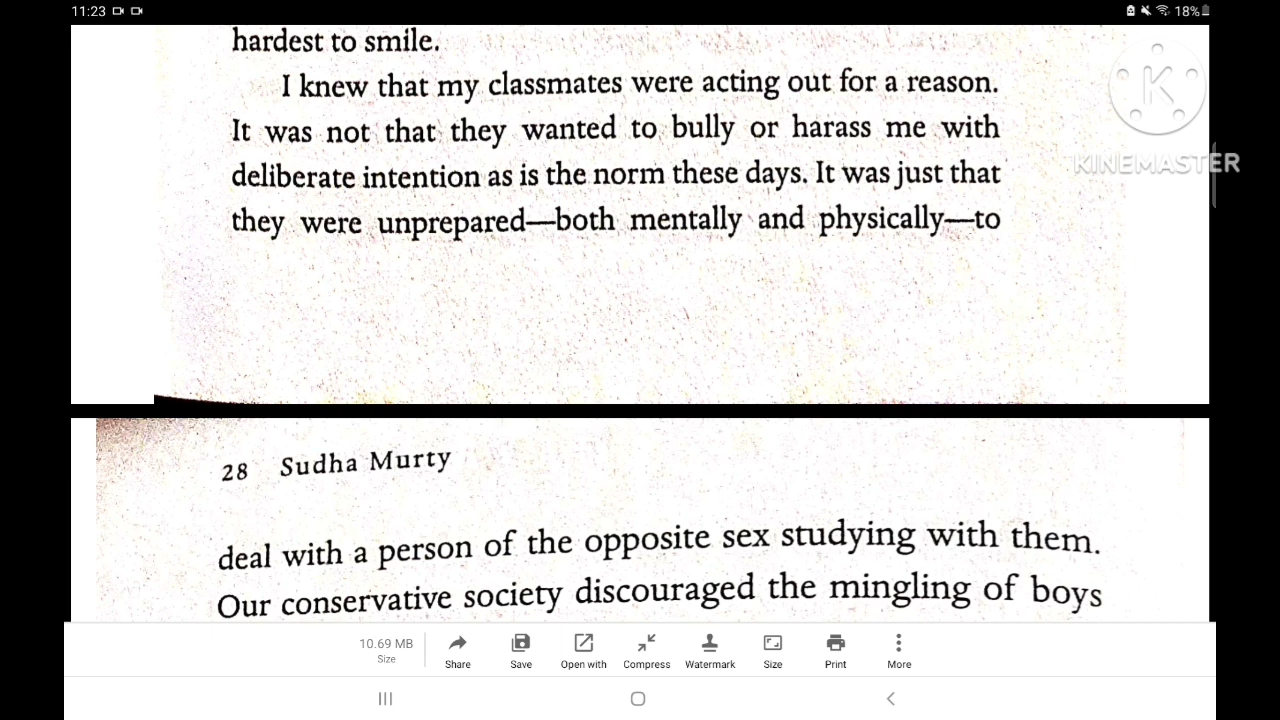 11:23 18%
hardest to smile.
I knew that my classmates were acting out for a reason.
It was not that they wanted to bully or harass me with
deliberate intention as is the norm these days. It was just that
they were unprepared—both mentally and physically—to
K
KINEMASTER
28 Sudha Murty
deal with a person of the opposite sex studying with them.
Our conservative society discouraged the mingling of boys
10.69 MB
Size
Share Save Open with Compress Watermark Size Print More